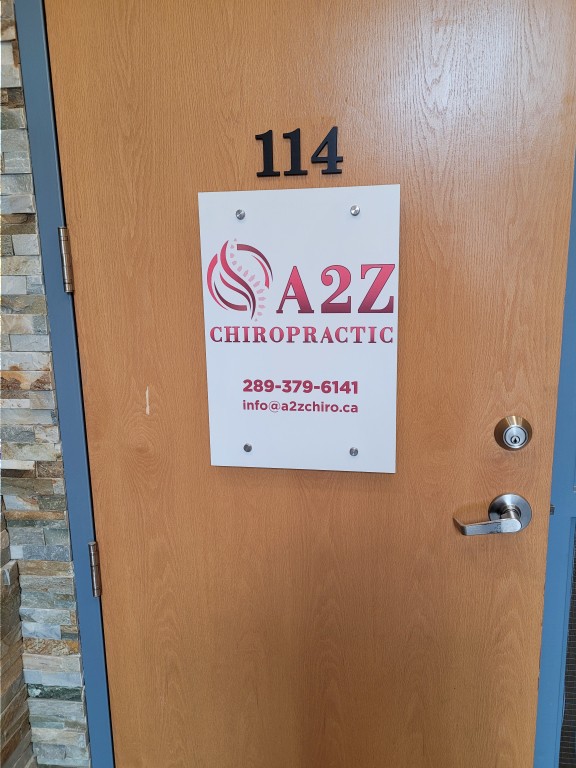 114
A2Z
CHIROPRACTIC
289-379-6141
info@a2zchiro.ca